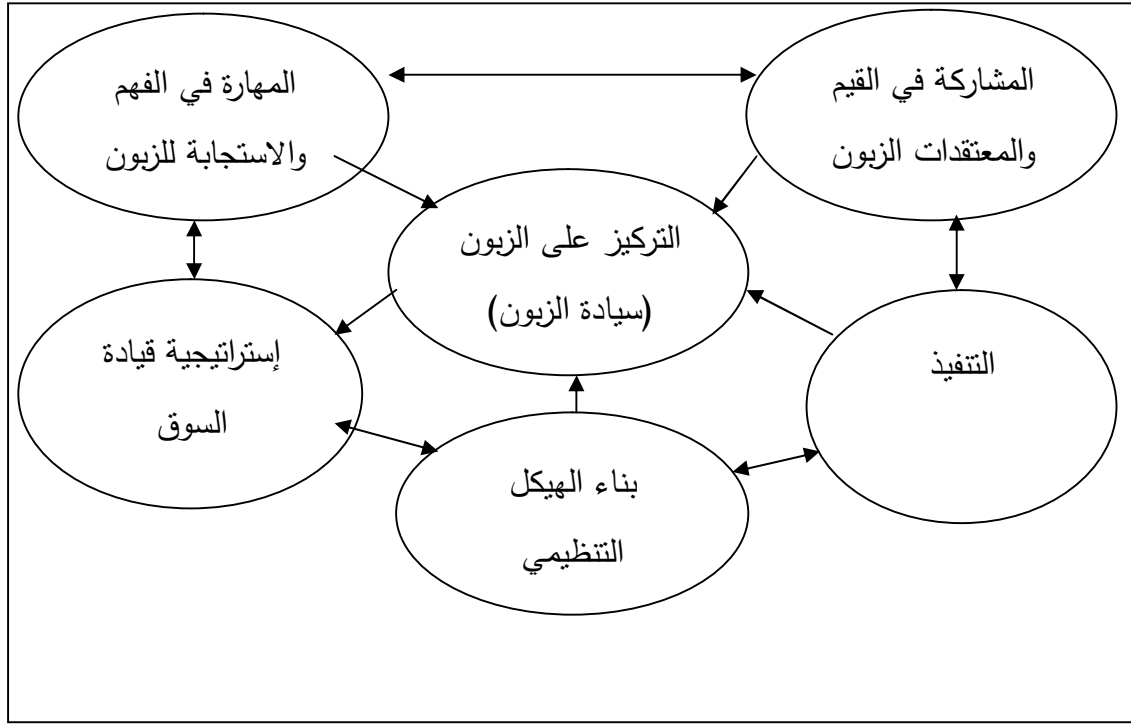 المشاركة في القيم
والمعتقدات الزبون
المهارة في الفهم
والاستجابة للزبون
التركيز على الزبون
(سيادة الزبون)
التنفيذ
إستراتيجية قيادة
السوق
بناء الهيكل
التنظيمي